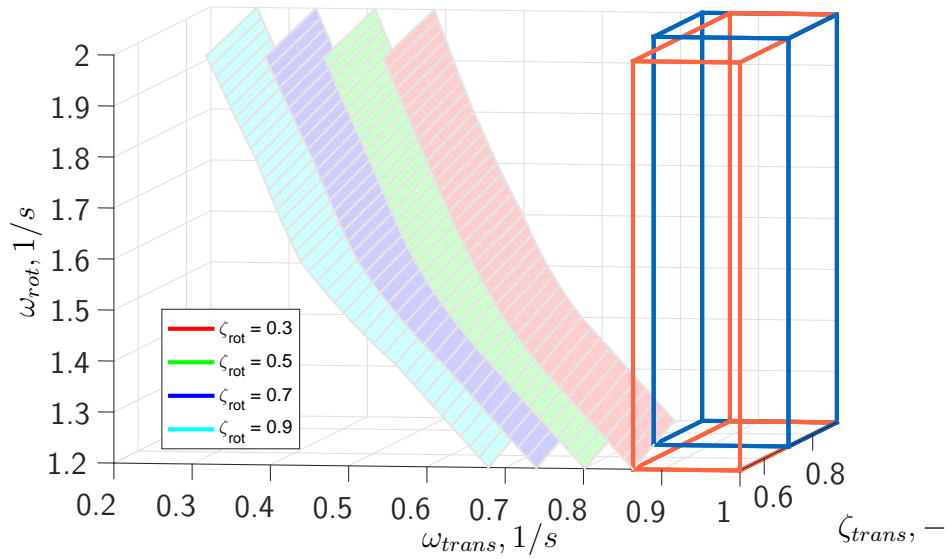 2
1.9
1.8
1.7
1.6
1.5
1.4
1.3
1.2
ω_rot, 1/s
ζ_rot = 0.3
ζ_rot = 0.5
ζ_rot = 0.7
ζ_rot = 0.9
0.2
0.3
0.4
0.5
0.6
0.7
0.8
0.9
1
ω_trans, 1/s
0.6
0.8
ζ_trans, −